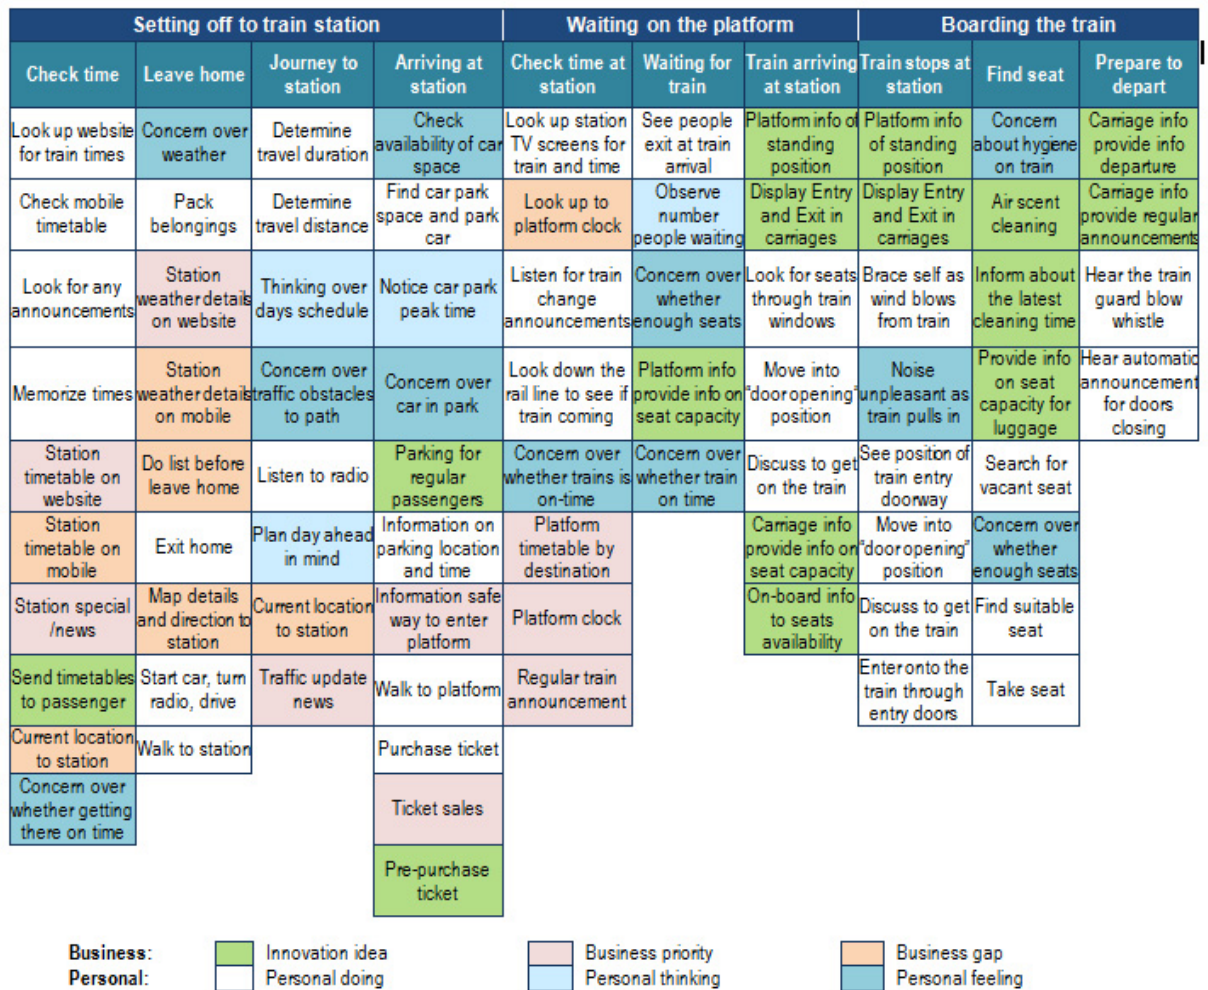 Setting off to train station
Waiting on the platform
Boarding the train
Check time
Leave home
Journey to
station
Arriving at
station
Check time at
station
Waiting for
train
Train arriving
at station
Train stops at
station
Find seat
Prepare to
depart
Look up website
for train times
Concern over
weather
Determine
travel duration
Check
availability of car
space
Look up station
TV screens for
train and time
See people
exit at train
arrival
Platform info of
standing
position
Platform info
of standing
position
Concern
about hygiene
on train
Carriage info
provide info
departure
Check mobile
timetable
Pack
belongings
Determine
travel distance
Find car park
space and park
car
Look up to
platform clock
Observe
number
people waiting
Display Entry
and Exit in
carriages
Display Entry
and Exit in
carriages
Air scent
cleaning
Carriage info
provide regular
announcements
Look for any
announcements
Station
weather details
on website
Thinking over
days schedule
Notice car park
peak time
Listen for train
change
announcements
Concern over
whether
enough seats
Look for seats
through train
windows
Brace self as
wind blows
from train
Inform about
the latest
cleaning time
Hear the train
guard blow
whistle
Memorize times
Station
weather details
on mobile
Concern over
traffic obstacles
to path
Concern over
car in park
Look down the
rail line to see if
train coming
Platform info
provide info on
seat capacity
Move into
"door opening"
position
Noise
unpleasant as
train pulls in
Provide info
on seat
capacity for
luggage
Hear automatic
announcement
for doors
closing
Station
timetable on
website
Do list before
leave home
Listen to radio
Parking for
regular
passengers
Concern over
whether trains is
on-time
Concern over
whether train
on time
Discuss to get
on the train
See position of
train entry
doorway
Search for
vacant seat
Station
timetable on
mobile
Exit home
Plan day ahead
in mind
Information on
parking location
and time
Platform
timetable by
destination
Carriage info
provide info on
seat capacity
Move into
"door opening"
position
Concern over
whether
enough seats
Station special
/news
Map details
and direction to
station
Current location
to station
Information safe
way to enter
platform
Platform clock
On-board info
to seats
availability
Discuss to get
on the train
Find suitable
seat
Send timetables
to passenger
Start car, turn
radio, drive
Traffic update
news
Walk to platform
Regular train
announcement
Enter onto the
train through
entry doors
Take seat
Current location
to station
Walk to station
Purchase ticket
Concern over
whether getting
there on time
Ticket sales
Pre-purchase
ticket
Business:
Innovation idea
Business priority
Business gap
Personal:
Personal doing
Personal thinking
Personal feeling